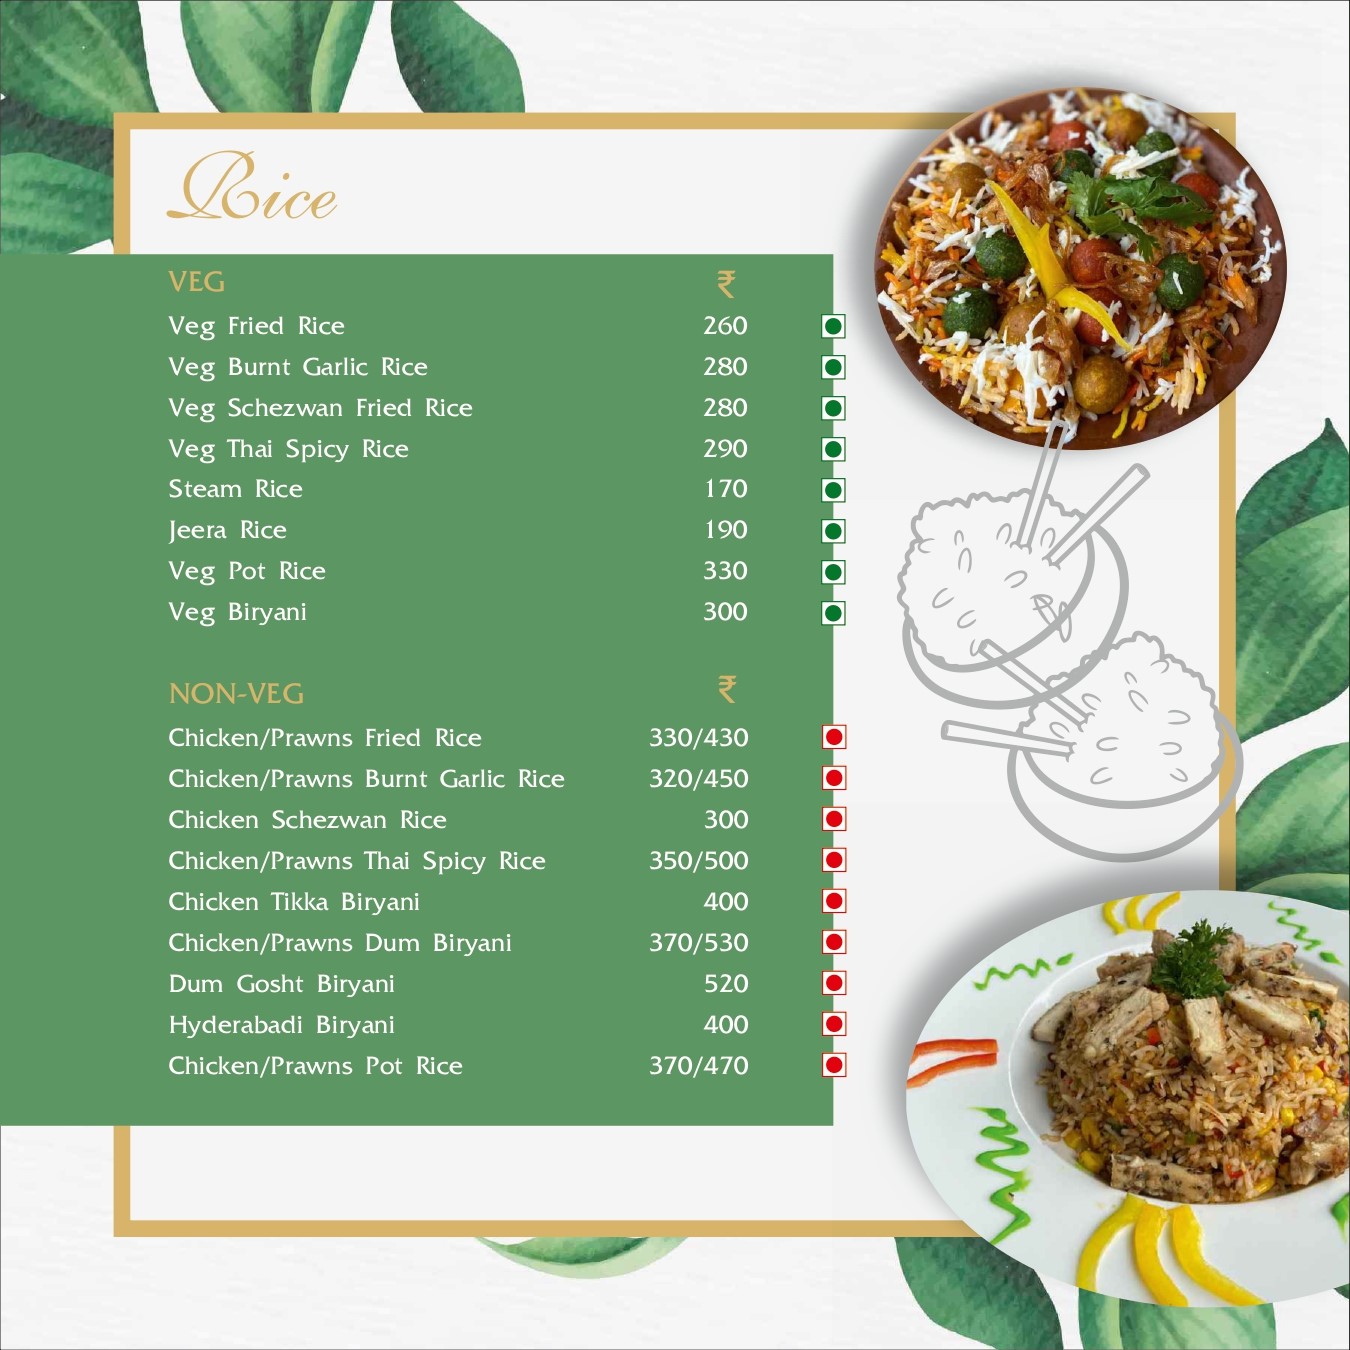 Rice
VEG ₹
Veg Fried Rice 260
Veg Burnt Garlic Rice 280
Veg Schezwan Fried Rice 280
Veg Thai Spicy Rice 290
Steam Rice 170
Jeera Rice 190
Veg Pot Rice 330
Veg Biryani 300
NON-VEG ₹
Chicken/Prawns Fried Rice 330/430
Chicken/Prawns Burnt Garlic Rice 320/450
Chicken Schezwan Rice 300
Chicken/Prawns Thai Spicy Rice 350/500
Chicken Tikka Biryani 400
Chicken/Prawns Dum Biryani 370/530
Dum Gosht Biryani 520
Hyderabadi Biryani 400
Chicken/Prawns Pot Rice 370/470